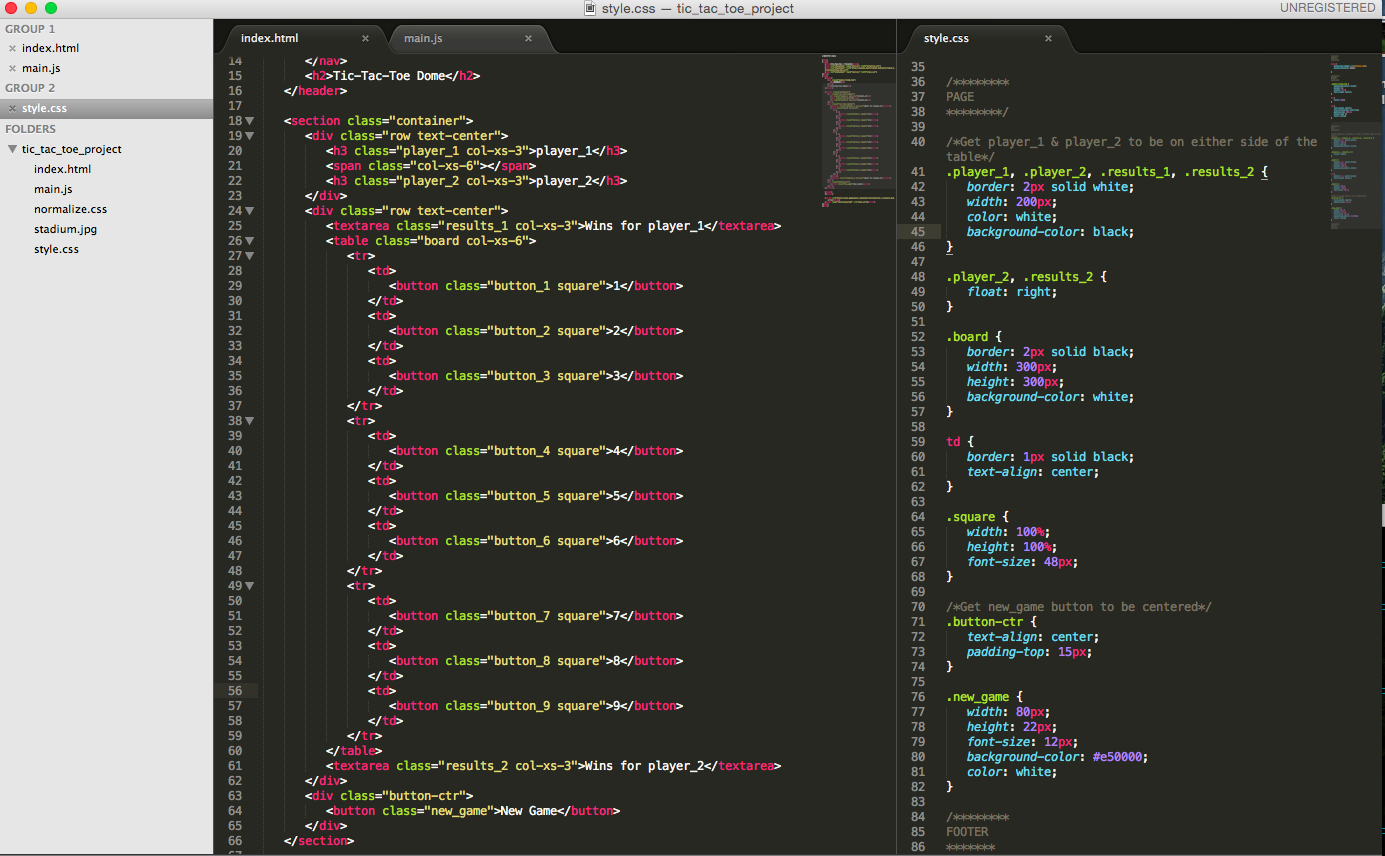 style.css — tic_tac_toe_project
UNREGISTERED
GROUP 1
index.html
main.js
GROUP 2
style.css
FOLDERS
tic_tac_toe_project
index.html
main.js
normalize.css
stadium.jpg
style.css
index.html
main.js
14 </nav>
15 <h2>Tic-Tac-Toe Dome</h2>
16 </header>
17
18 <section class="container">
19 <div class="row text-center">
20 <h3 class="player_1 col-xs-3">player_1</h3>
21 <span class="col-xs-6"></span>
22 <h3 class="player_2 col-xs-3">player_2</h3>
23 </div>
24 <div class="row text-center">
25 <textarea class="results_1 col-xs-3">Wins for player_1</textarea>
26 <table class="board col-xs-6">
27 <tr>
28 <td>
29 <button class="button_1 square">1</button>
30 </td>
31 <td>
32 <button class="button_2 square">2</button>
33 </td>
34 <td>
35 <button class="button_3 square">3</button>
36 </td>
37 </tr>
38 <tr>
39 <td>
40 <button class="button_4 square">4</button>
41 </td>
42 <td>
43 <button class="button_5 square">5</button>
44 </td>
45 <td>
46 <button class="button_6 square">6</button>
47 </td>
48 </tr>
49 <tr>
50 <td>
51 <button class="button_7 square">7</button>
52 </td>
53 <td>
54 <button class="button_8 square">8</button>
55 </td>
56 <td>
57 <button class="button_9 square">9</button>
58 </td>
59 </tr>
60 </table>
61 <textarea class="results_2 col-xs-3">Wins for player_2</textarea>
62 </div>
63 <div class="button-ctr">
64 <button class="new_game">New Game</button>
65 </div>
66 </section>
style.css
35
36 /********
37 PAGE
38 ********/
39
40 /*Get player_1 & player_2 to be on either side of the
table*/
41 .player_1, .player_2, .results_1, .results_2 {
42 border: 2px solid white;
43 width: 200px;
44 color: white;
45 background-color: black;
46 }
47
48 .player_2, .results_2 {
49 float: right;
50 }
51
52 .board {
53 border: 2px solid black;
54 width: 300px;
55 height: 300px;
56 background-color: white;
57 }
58
59 td {
60 border: 1px solid black;
61 text-align: center;
62 }
63
64 .square {
65 width: 100%;
66 height: 100%;
67 font-size: 48px;
68 }
69
70 /*Get new_game button to be centered*/
71 .button-ctr {
72 text-align: center;
73 padding-top: 15px;
74 }
75
76 .new_game {
77 width: 80px;
78 height: 22px;
79 font-size: 12px;
80 background-color: #e50000;
81 color: white;
82 }
83
84 /********
85 FOOTER
86 *******